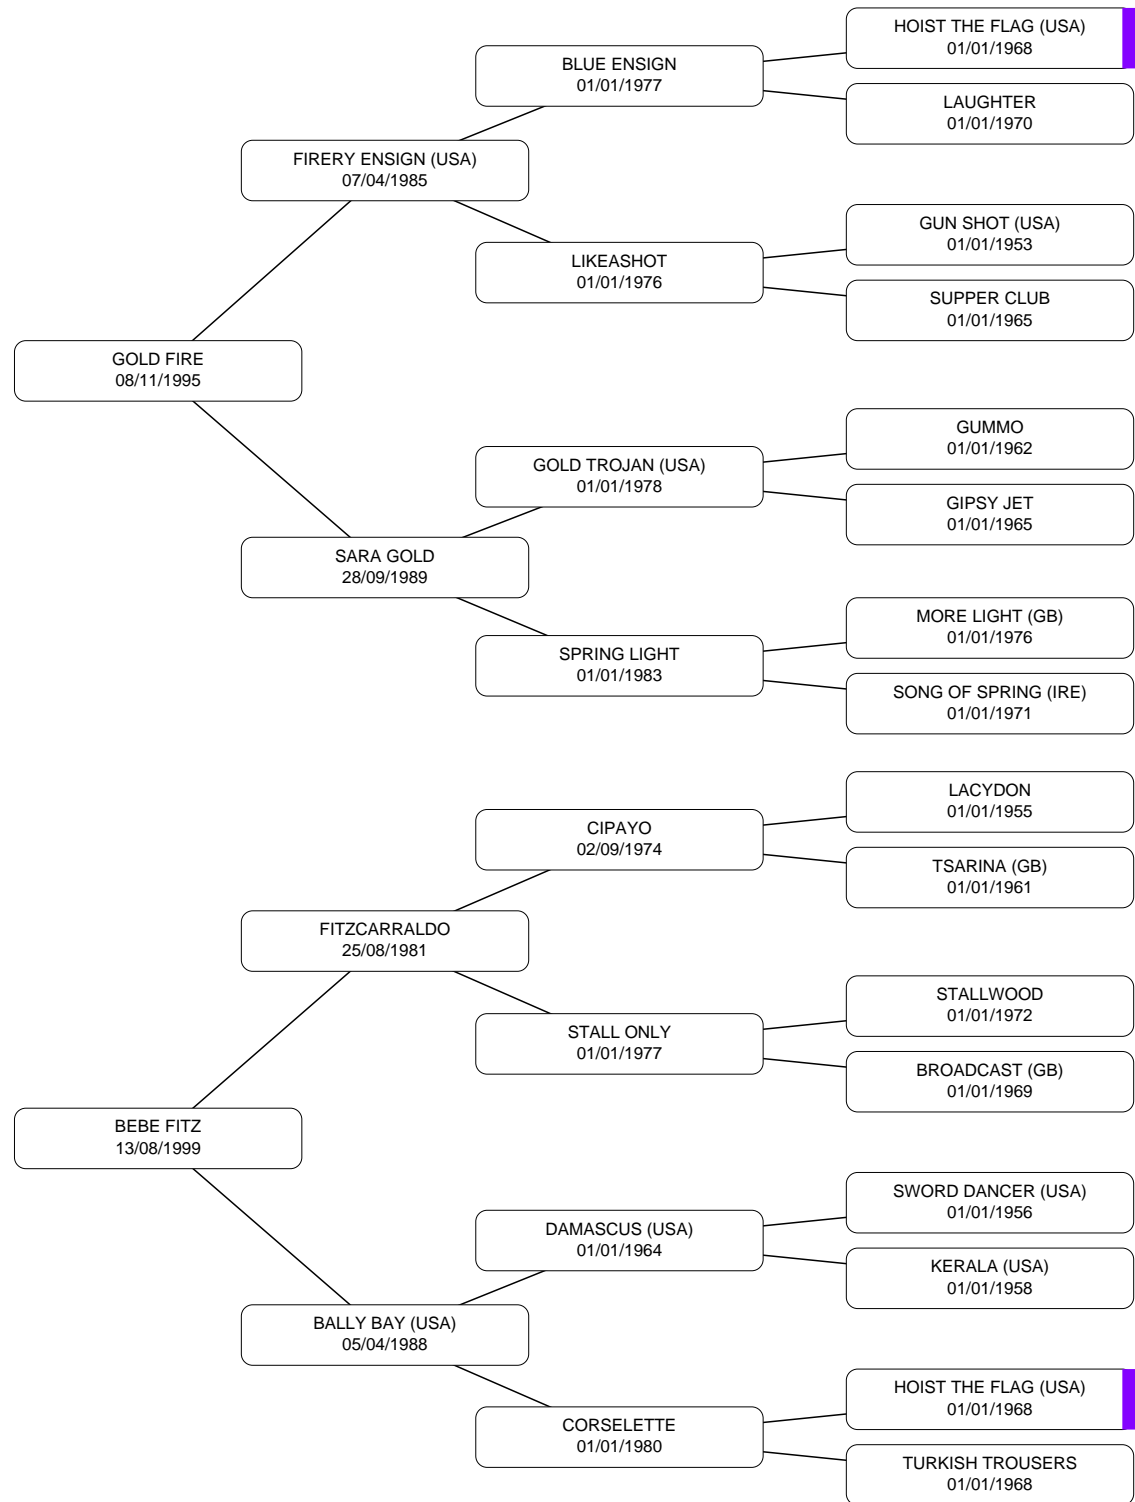 HOIST THE FLAG (USA)
01/01/1968
BLUE ENSIGN
01/01/1977
LAUGHTER
01/01/1970
FIRERY ENSIGN (USA)
07/04/1985
GUN SHOT (USA)
01/01/1953
LIKEASHOT
01/01/1976
SUPPER CLUB
01/01/1965
GOLD FIRE
08/11/1995
GUMMO
01/01/1962
GOLD TROJAN (USA)
01/01/1978
GIPSY JET
01/01/1965
SARA GOLD
28/09/1989
MORE LIGHT (GB)
01/01/1976
SPRING LIGHT
01/01/1983
SONG OF SPRING (IRE)
01/01/1971
LACYDON
01/01/1955
CIPAYO
02/09/1974
TSARINA (GB)
01/01/1961
FITZCARRALDO
25/08/1981
STALLWOOD
01/01/1972
STALL ONLY
01/01/1977
BROADCAST (GB)
01/01/1969
BEBE FITZ
13/08/1999
SWORD DANCER (USA)
01/01/1956
DAMASCUS (USA)
01/01/1964
KERALA (USA)
01/01/1958
BALLY BAY (USA)
05/04/1988
HOIST THE FLAG (USA)
01/01/1968
CORSELETTE
01/01/1980
TURKISH TROUSERS
01/01/1968